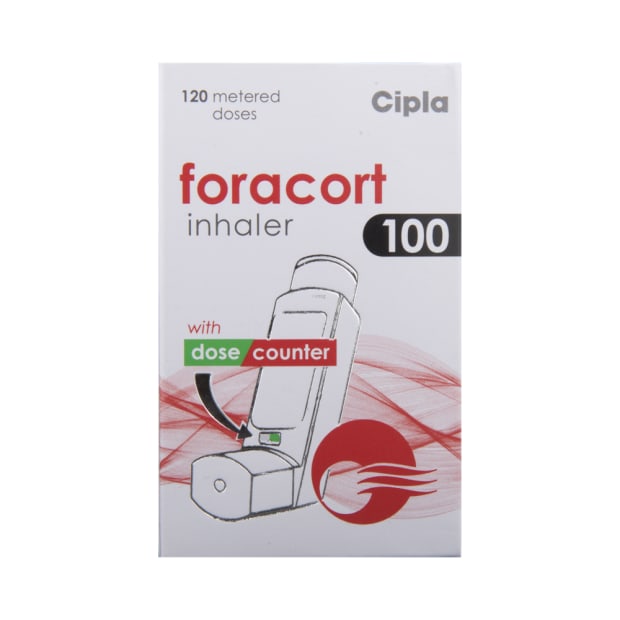 120 metered
doses
Cipla
foracort
inhaler
100
with
dose counter